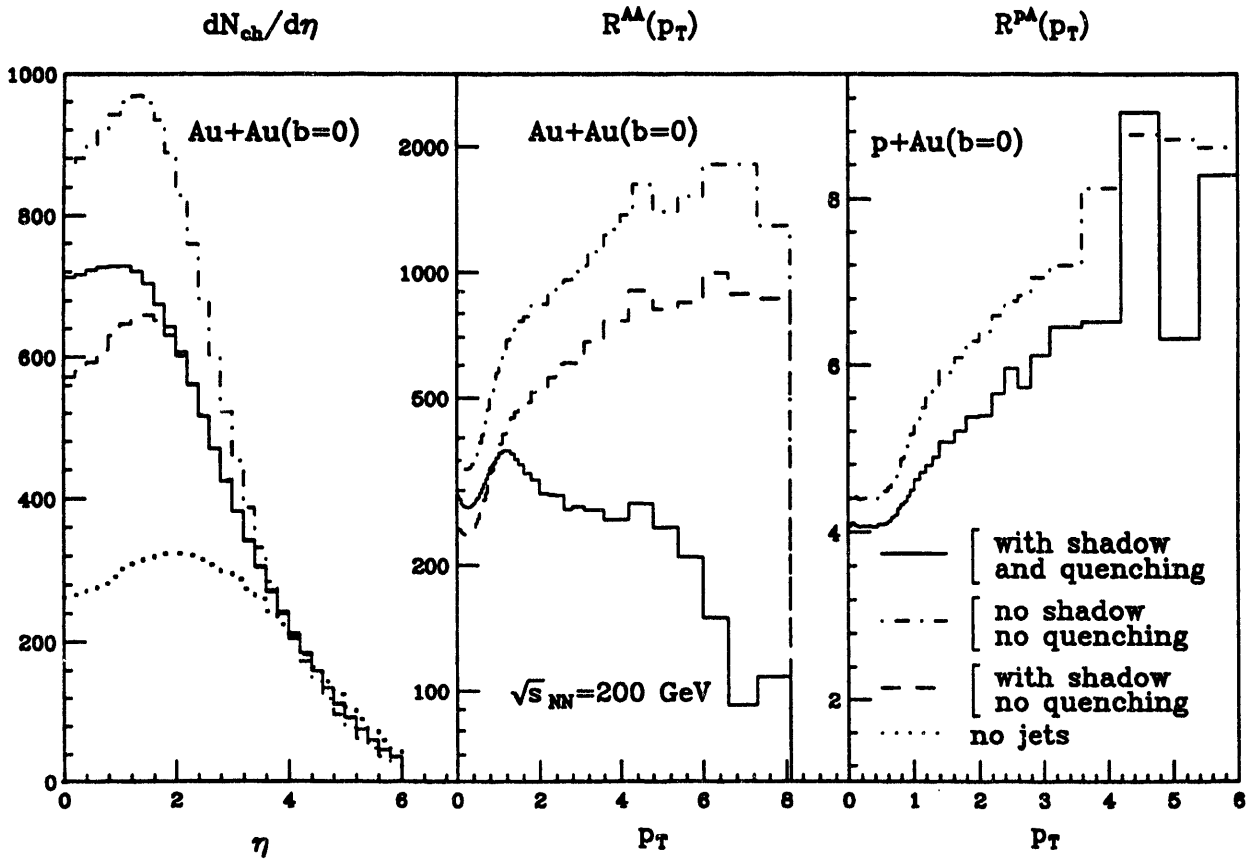 dN_ch/dη
R^AA(p_T)
R^pA(p_T)
1000
800
600
400
200
0
Au+Au(b=0)
0
2
4
6
η
2000
1000
500
200
100
Au+Au(b=0)
√s_NN=200 GeV
0
2
4
6
8
p_T
8
6
4
2
p+Au(b=0)
with shadow
and quenching
no shadow
no quenching
with shadow
no quenching
no jets
0
1
2
3
4
5
6
p_T